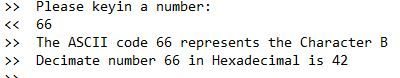 >> Please keyin a number:
<< 66
>> The ASCII code 66 represents the Character B
>> Decimate number 66 in Hexadecimal is 42
>>